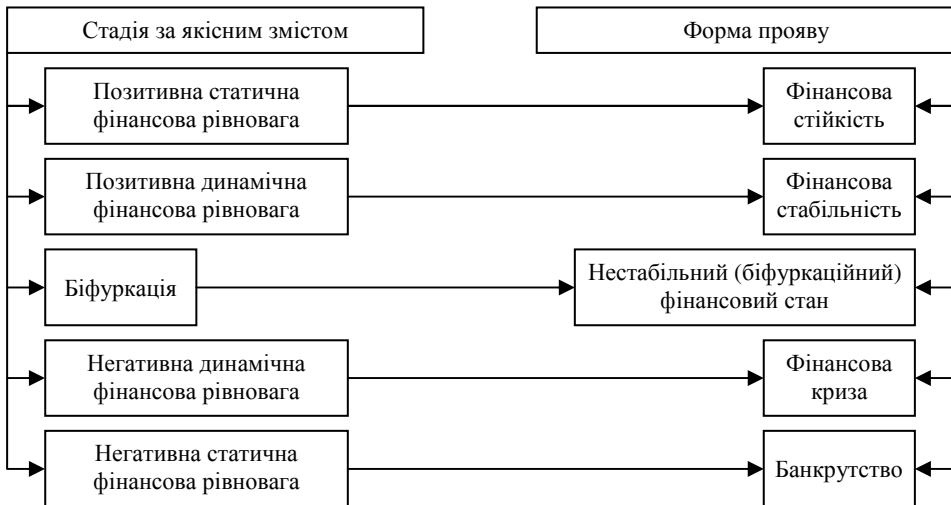 Стадія за якісним змістом
Форма прояву
Позитивна статична
фінансова рівновага
Фінансова
стійкість
Позитивна динамічна
фінансова рівновага
Фінансова
стабільність
Біфуркація
Нестабільний (біфуркаційний)
фінансовий стан
Негативна динамічна
фінансова рівновага
Фінансова
криза
Негативна статична
фінансова рівновага
Банкрутство